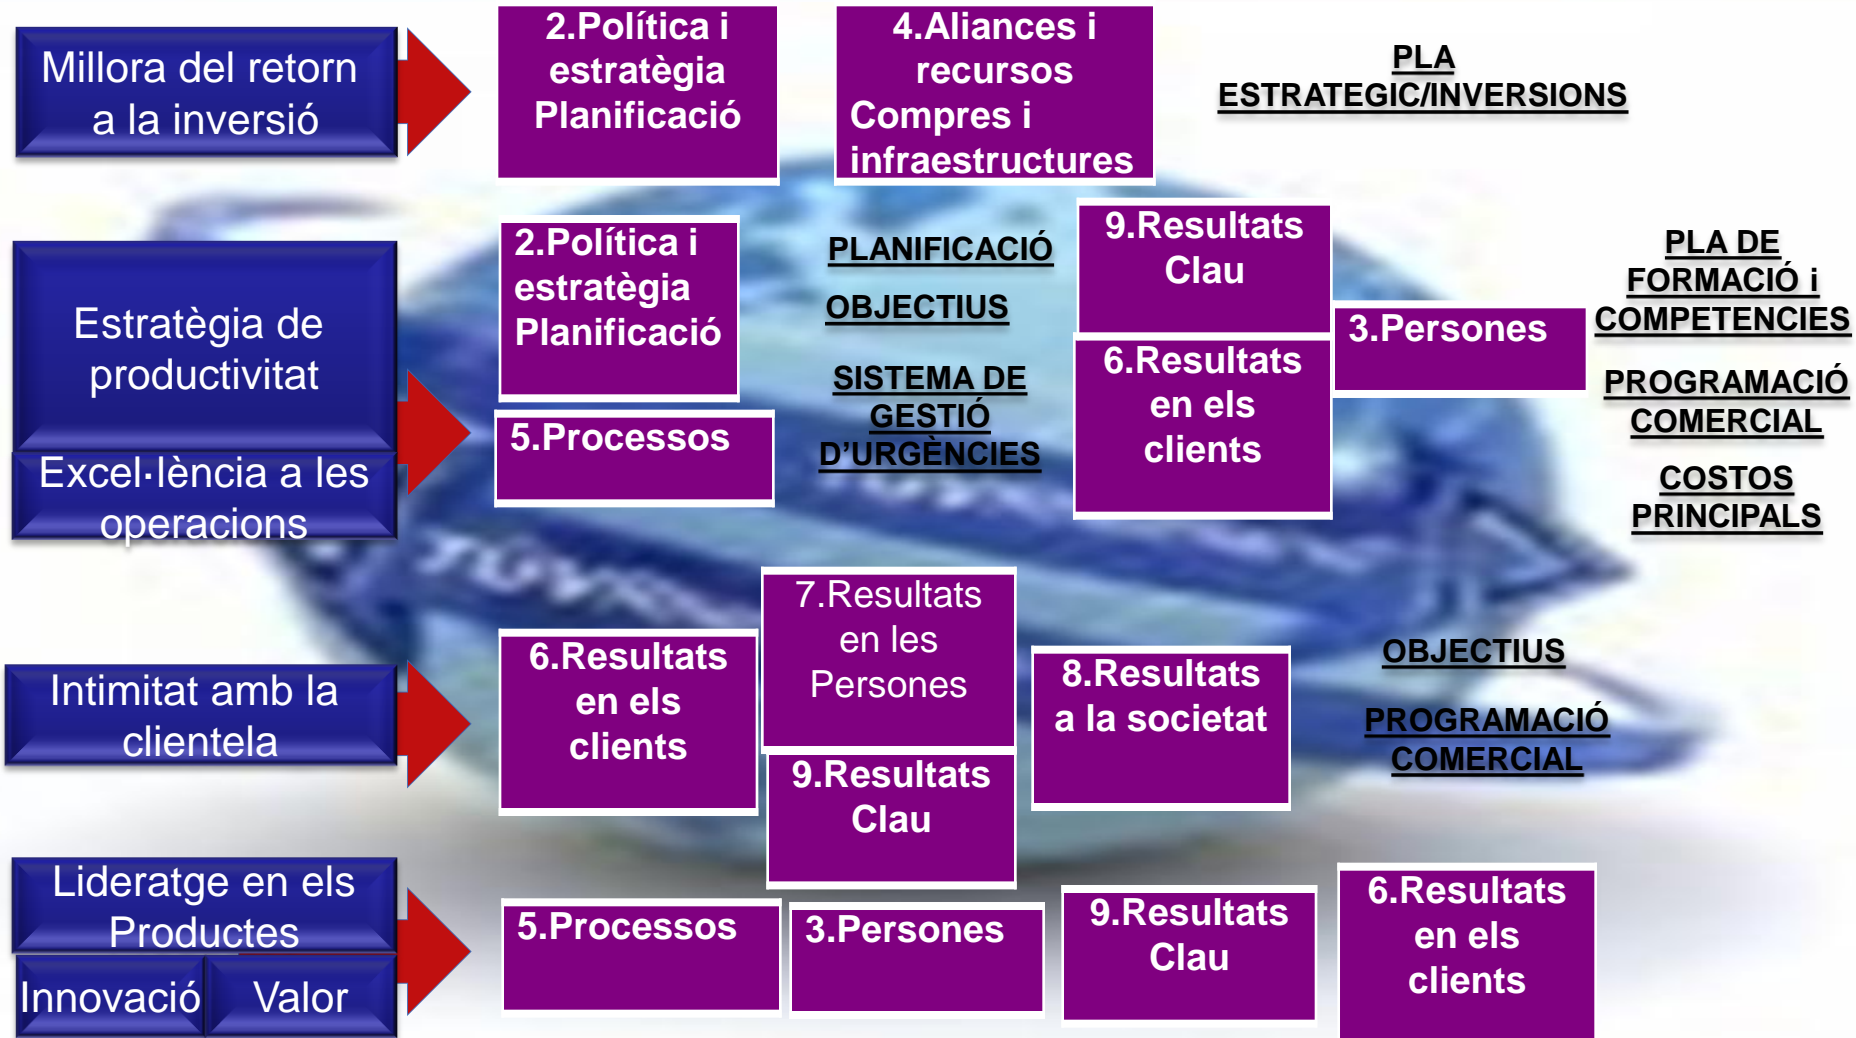 Millora del retorn
a la inversió
2.Política i
estratègia
Planificació
4.Aliances i
recursos
Compres i
infraestructures
PLA
ESTRATEGIC/INVERSIONS
Estratègia de
productivitat
Excel·lència a les
operacions
2.Política i
estratègia
Planificació
5.Processos
PLANIFICACIÓ
OBJECTIUS
SISTEMA DE
GESTIÓ
D’URGÈNCIES
9.Resultats
Clau
6.Resultats
en els
clients
3.Persones
PLA DE
FORMACIÓ i
COMPETENCIES
PROGRAMACIÓ
COMERCIAL
COSTOS
PRINCIPALS
Intimitat amb la
clientela
6.Resultats
en els
clients
7.Resultats
en les
Persones
9.Resultats
Clau
8.Resultats
a la societat
OBJECTIUS
PROGRAMACIÓ
COMERCIAL
Lideratge en els
Productes
Innovació
Valor
5.Processos
3.Persones
9.Resultats
Clau
6.Resultats
en els
clients